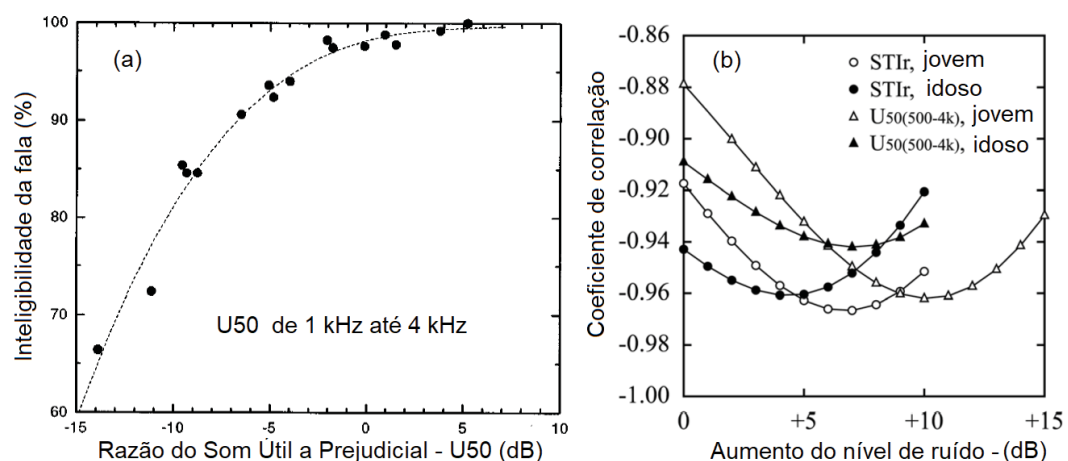 (a)
Inteligibilidade da fala (%)
100
90
80
70
60
U50 de 1 kHz até 4 kHz
-15
-10
-5
0
5
10
Razão do Som Útil a Prejudicial - U50 (dB)
(b)
Coeficiente de correlação
-0.86
-0.88
-0.90
-0.92
-0.94
-0.96
-0.98
-1.00
STIr, jovem
STIr, idoso
U50(500-4k), jovem
U50(500-4k), idoso
0
+5
+10
+15
Aumento do nível de ruído - (dB)